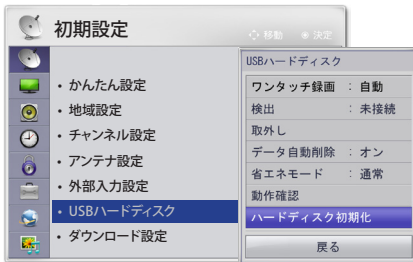 初期設定
移動 決定
・かんたん設定
・地域設定
・チャンネル設定
・アンテナ設定
・外部入力設定
・USBハードディスク
・ダウンロード設定
USBハードディスク
ワンタッチ録画 : 自動
検出 : 未接続
取外し
データ自動削除 : オン
省エネモード : 通常
動作確認
ハードディスク初期化
戻る